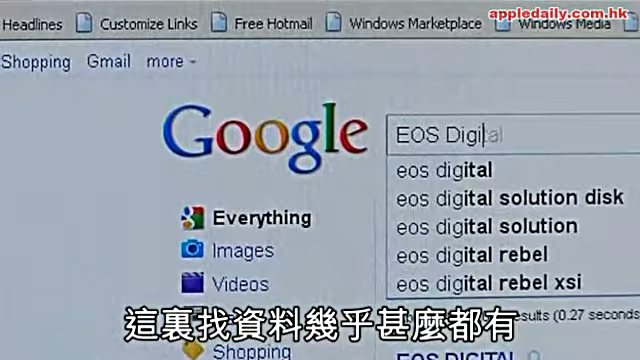 appledaily.com.hk
Headlines Customize Links Free Hotmail Windows Marketplace Windows Media
Shopping Gmail more
Google
EOS Digital
eos digital
eos digital solution disk
eos digital solution
eos digital rebel
eos digital rebel xsi
Everything
Images
Videos
results (0.27 seconds
Shopping
EOS DIGITAL
這裏找資料幾乎甚麼都有